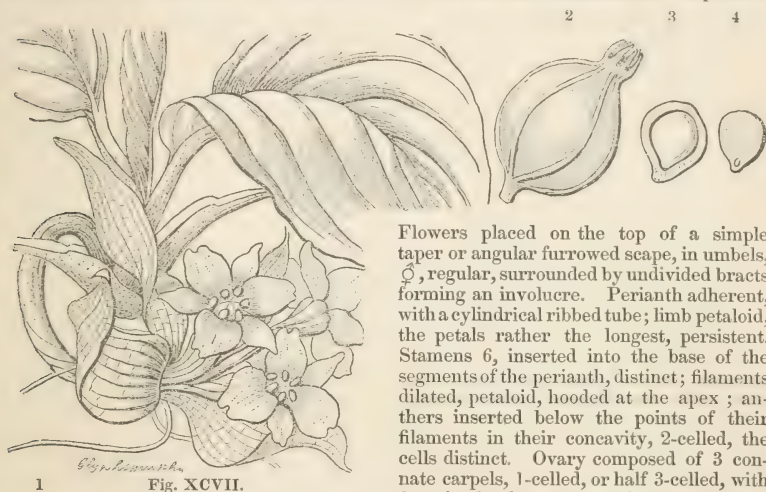 2 3 4
Flowers placed on the top of a simple
taper or angular furrowed scape, in umbels,
⚥, regular, surrounded by undivided bracts
forming an involucre. Perianth adherent,
with a cylindrical ribbed tube; limb petaloid,
the petals rather the longest, persistent.
Stamens 6, inserted into the base of the
segments of the perianth, distinct; filaments
dilated, petaloid, hooded at the apex; an-
thers inserted below the points of their
filaments in their concavity, 2-celled, the
cells distinct. Ovary composed of 3 con-
nate carpels, 1-celled, or half 3-celled, with
1 Fig. XCVII.